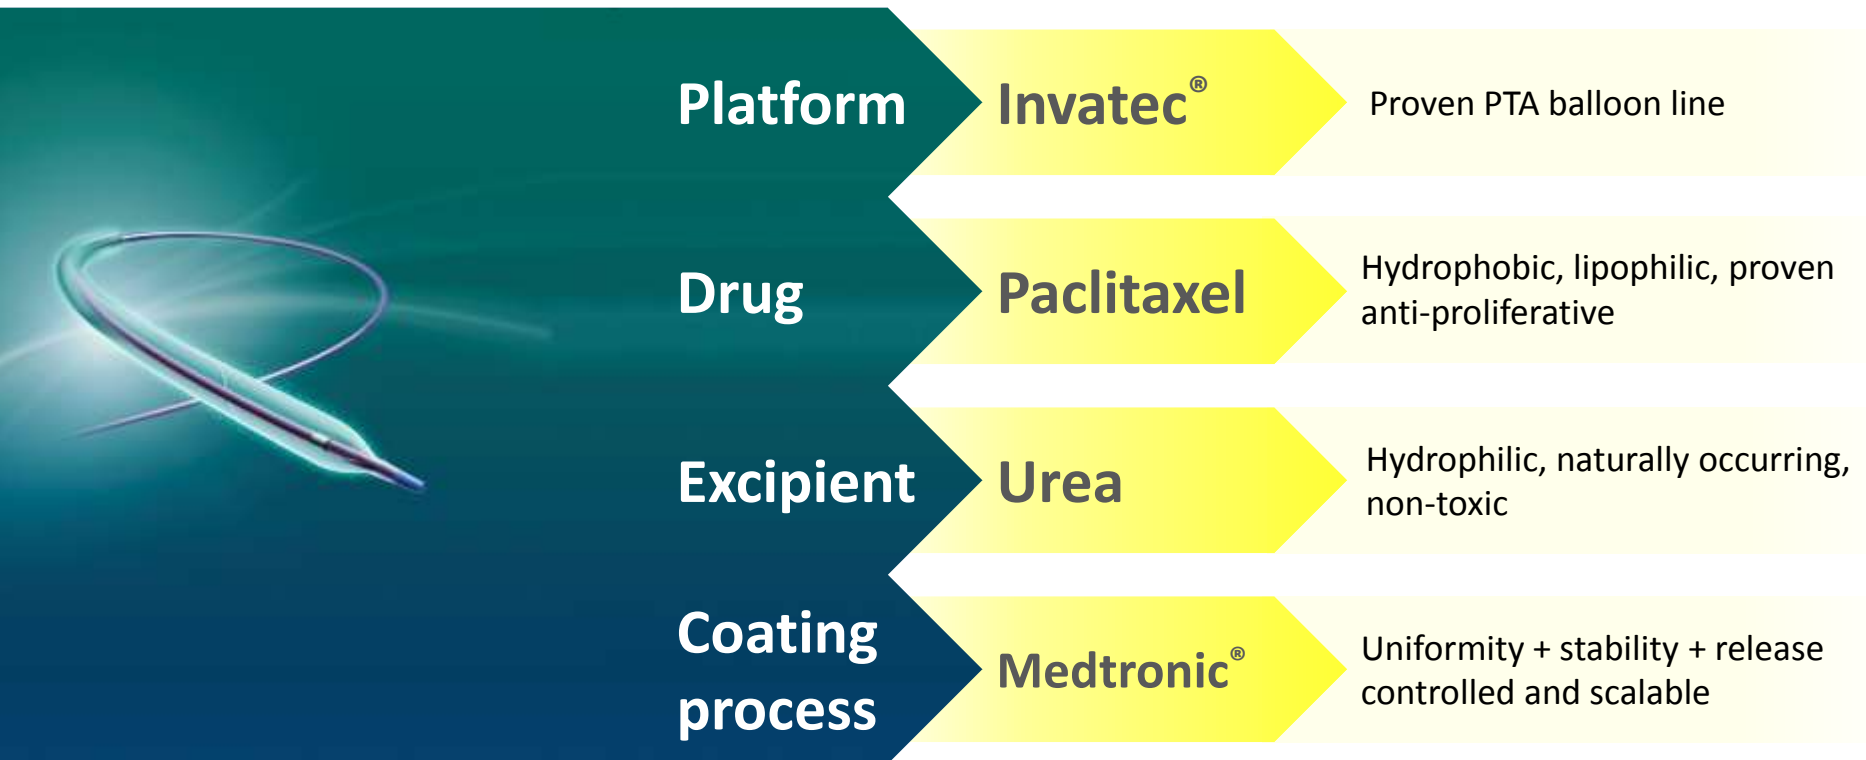 Platform
Invatec®
Proven PTA balloon line
Drug
Paclitaxel
Hydrophobic, lipophilic, proven
anti-proliferative
Excipient
Urea
Hydrophilic, naturally occurring,
non-toxic
Coating
process
Medtronic®
Uniformity + stability + release
controlled and scalable